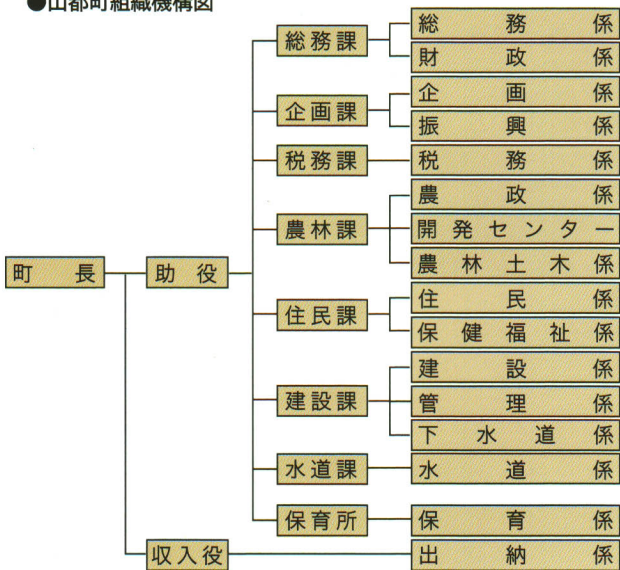 ●山都町組織機構図
町長
助役
収入役
総務課
総務係
財政係
企画課
企画係
振興係
税務課
税務係
農林課
農政係
開発センター
農林土木係
住民課
住民係
保健福祉係
建設課
建設係
管理係
下水道係
水道課
水道係
保育所
保育係
出納係